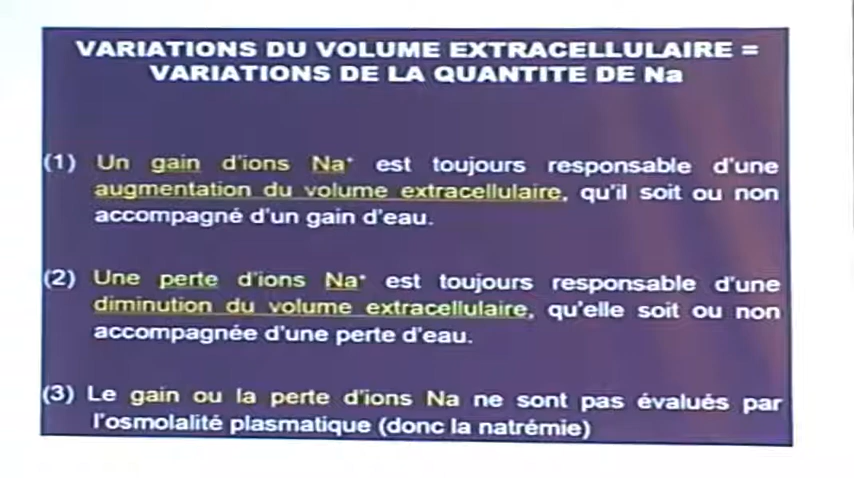 VARIATIONS DU VOLUME EXTRACELLULAIRE =
VARIATIONS DE LA QUANTITE DE Na
(1) Un gain d'ions Na⁺ est toujours responsable d'une
augmentation du volume extracellulaire, qu'il soit ou non
accompagné d'un gain d'eau.
(2) Une perte d'ions Na⁺ est toujours responsable d'une
diminution du volume extracellulaire, qu'elle soit ou non
accompagnée d'une perte d'eau.
(3) Le gain ou la perte d'ions Na ne sont pas évalués par
l'osmolalité plasmatique (donc la natrémie)